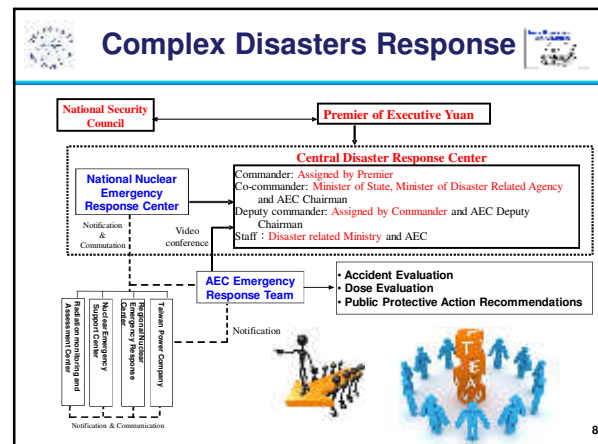 Complex Disasters Response
National Security
Council
Premier of Executive Yuan
Central Disaster Response Center
Commander: Assigned by Premier
Co-commander: Minister of State, Minister of Disaster Related Agency
and AEC Chairman
Deputy commander: Assigned by Commander and AEC Deputy
Chairman
Staff：Disaster related Ministry and AEC
National Nuclear
Emergency
Response Center
Notification
&
Commutation
Video
conference
AEC Emergency
Response Team
• Accident Evaluation
• Dose Evaluation
• Public Protective Action Recommendations
Radiation monitoring and
Assessment Center
Nuclear Emergency
Support Center
Regional Nuclear
Emergency Response
Center
Taiwan Power Company
Notification
Notification & Communication
TEA
8